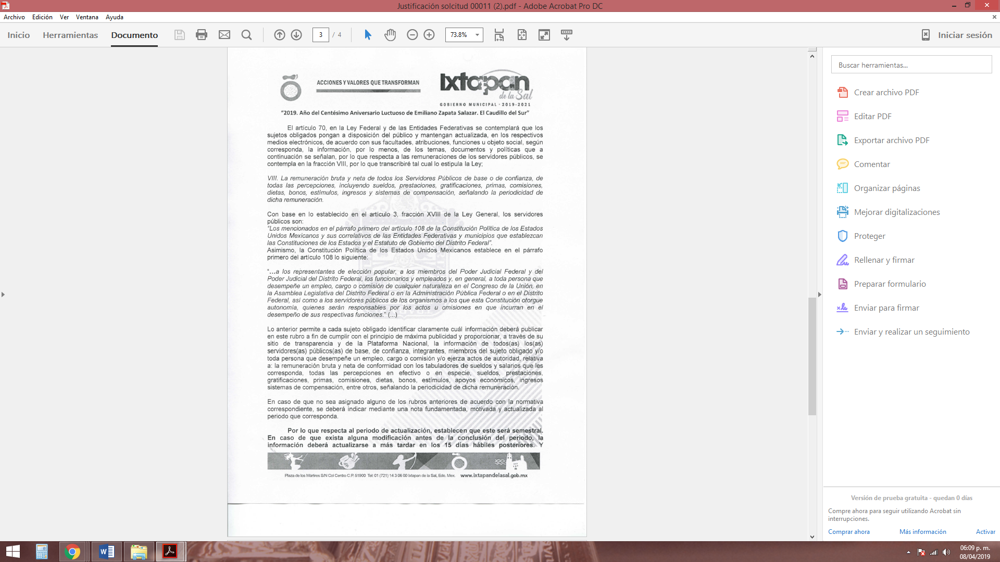 Justificación solcitud 00011 (2).pdf - Adobe Acrobat Pro DC
Archivo Edición Ver Ventana Ayuda
Inicio Herramientas Documento 3 / 4 73.8% Iniciar sesión
ACCIONES Y VALORES QUE TRANSFORMAN
Ixtapan
de la Sal
GOBIERNO MUNICIPAL - 2019-2021
“2019. Año del Centésimo Aniversario Luctuoso de Emiliano Zapata Salazar. El Caudillo del Sur”
El artículo 70, en la Ley Federal y de las Entidades Federativas se contemplará que los
sujetos obligados pongan a disposición del público y mantengan actualizada, en los respectivos
medios electrónicos, de acuerdo con sus facultades, atribuciones, funciones u objeto social, según
corresponda, la información, por lo menos, de los temas, documentos y políticas que a
continuación se señalan, por lo que respecta a las remuneraciones de los servidores públicos, se
contempla en la fracción VIII, por lo que transcribiré tal cual lo estipula la Ley;
VIII. La remuneración bruta y neta de todos los Servidores Públicos de base o de confianza, de
todas las percepciones, incluyendo sueldos, prestaciones, gratificaciones, primas, comisiones,
dietas, bonos, estímulos, ingresos y sistemas de compensación, señalando la periodicidad de
dicha remuneración.
Con base en lo establecido en el artículo 3, fracción XVIII de la Ley General, los servidores
públicos son:
“Los mencionados en el párrafo primero del artículo 108 de la Constitución Política de los Estados
Unidos Mexicanos y sus correlativos de las Entidades Federativas y municipios que establezcan
las Constituciones de los Estados y el Estatuto de Gobierno del Distrito Federal”.
Asimismo, la Constitución Política de los Estados Unidos Mexicanos establece en el párrafo
primero del artículo 108 lo siguiente:
“...a los representantes de elección popular, a los miembros del Poder Judicial Federal y del
Poder Judicial del Distrito Federal, los funcionarios y empleados y, en general, a toda persona que
desempeñe un empleo, cargo o comisión de cualquier naturaleza en el Congreso de la Unión, en
la Asamblea Legislativa del Distrito Federal o en la Administración Pública Federal o en el Distrito
Federal, así como a los servidores públicos de los organismos a los que esta Constitución otorgue
autonomía, quienes serán responsables por los actos u omisiones en que incurran en el
desempeño de sus respectivas funciones.” (...)
Lo anterior permite a cada sujeto obligado identificar claramente cuál información deberá publicar
en este rubro a fin de cumplir con el principio de máxima publicidad y proporcionar, a través de su
sitio de transparencia y de la Plataforma Nacional, la información de todos(as) los(as)
servidores(as) públicos(as) de base, de confianza, integrantes, miembros del sujeto obligado y/o
toda persona que desempeñe un empleo, cargo o comisión y/o ejerza actos de autoridad, relativa
a: la remuneración bruta y neta de conformidad con los tabuladores de sueldos y salarios que les
corresponda, todas las percepciones en efectivo o en especie, sueldos, prestaciones,
gratificaciones, primas, comisiones, dietas, bonos, estímulos, apoyos económicos, ingresos
sistemas de compensación, entre otros, señalando la periodicidad de dicha remuneración.
En caso de que no sea asignado alguno de los rubros anteriores de acuerdo con la normativa
correspondiente, se deberá indicar mediante una nota fundamentada, motivada y actualizada al
periodo que corresponda.
Por lo que respecta al periodo de actualización, establecen que este será semestral.
En caso de que exista alguna modificación antes de la conclusión del periodo, la
información deberá actualizarse a más tardar en los 15 días hábiles posteriores. Y
Plaza de los Mártires S/N Col Centro C.P. 51900 Tel: 01 (721) 14 3 06 00 Ixtapan de la Sal, Edo. Mex. www.ixtapandelasal.gob.mx
Buscar herramientas...
Crear archivo PDF
Editar PDF
Exportar archivo PDF
Comentar
Organizar páginas
Mejorar digitalizaciones
Proteger
Rellenar y firmar
Preparar formulario
Enviar para firmar
Enviar y realizar un seguimiento
Versión de prueba gratuita - quedan 0 días
Compre ahora para seguir utilizando Acrobat sin
interrupciones.
Comprar ahora Más información Activar
06:09 p. m.
08/04/2019